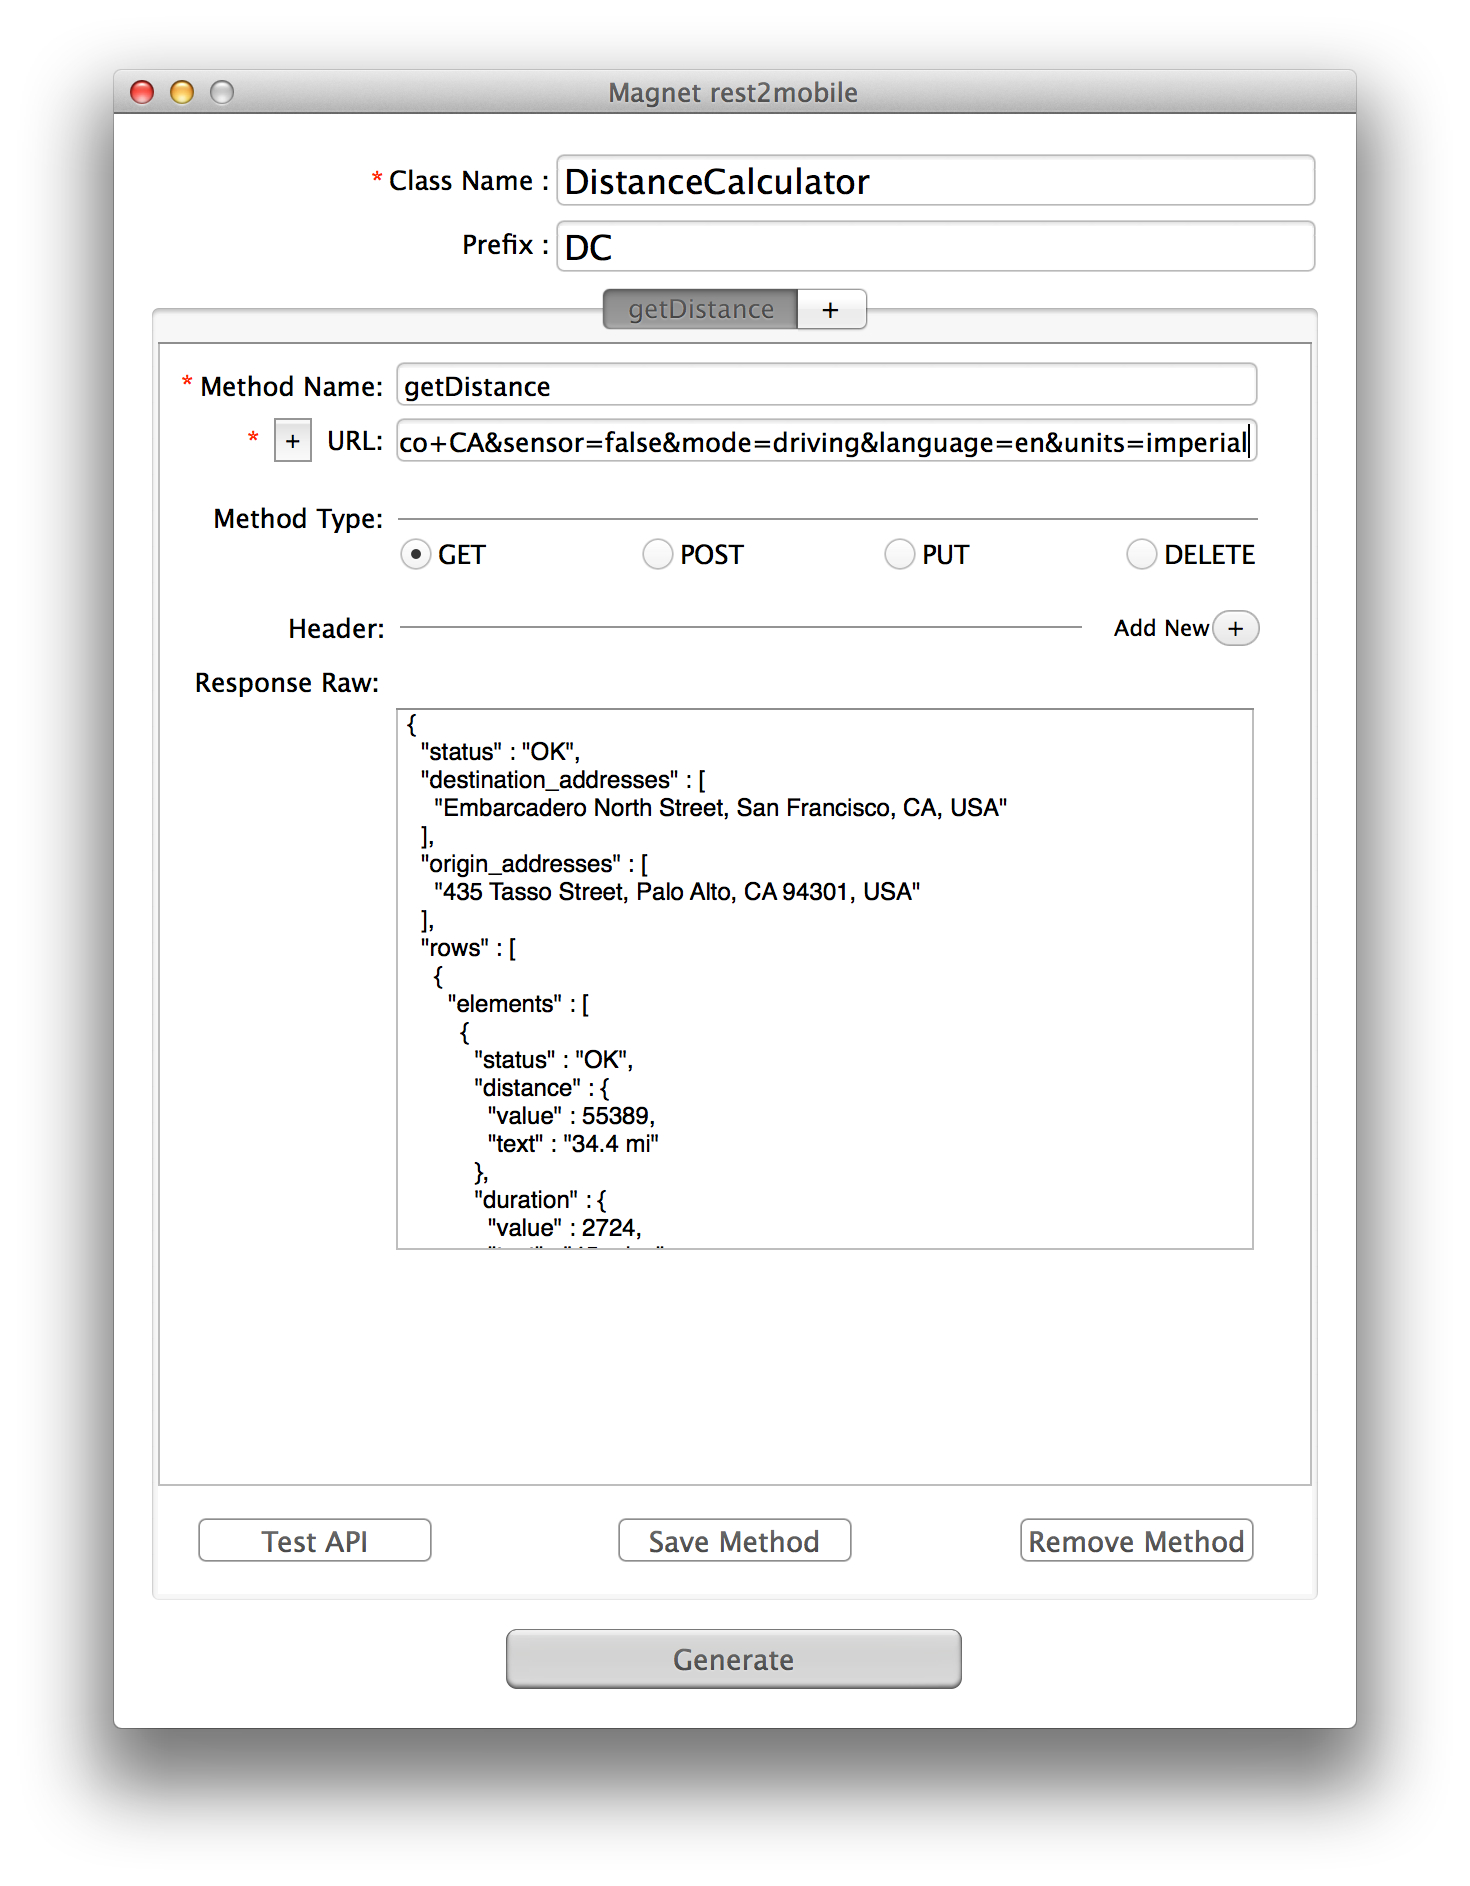 Magnet rest2mobile
* Class Name : DistanceCalculator
Prefix : DC
getDistance +
* Method Name: getDistance
* + URL: co+CA&sensor=false&mode=driving&language=en&units=imperial
Method Type:
GET POST PUT DELETE
Header: Add New +
Response Raw:
{
"status" : "OK",
"destination_addresses" : [
"Embarcadero North Street, San Francisco, CA, USA"
],
"origin_addresses" : [
"435 Tasso Street, Palo Alto, CA 94301, USA"
],
"rows" : [
{
"elements" : [
{
"status" : "OK",
"distance" : {
"value" : 55389,
"text" : "34.4 mi"
},
"duration" : {
"value" : 2724,
Test API Save Method Remove Method
Generate